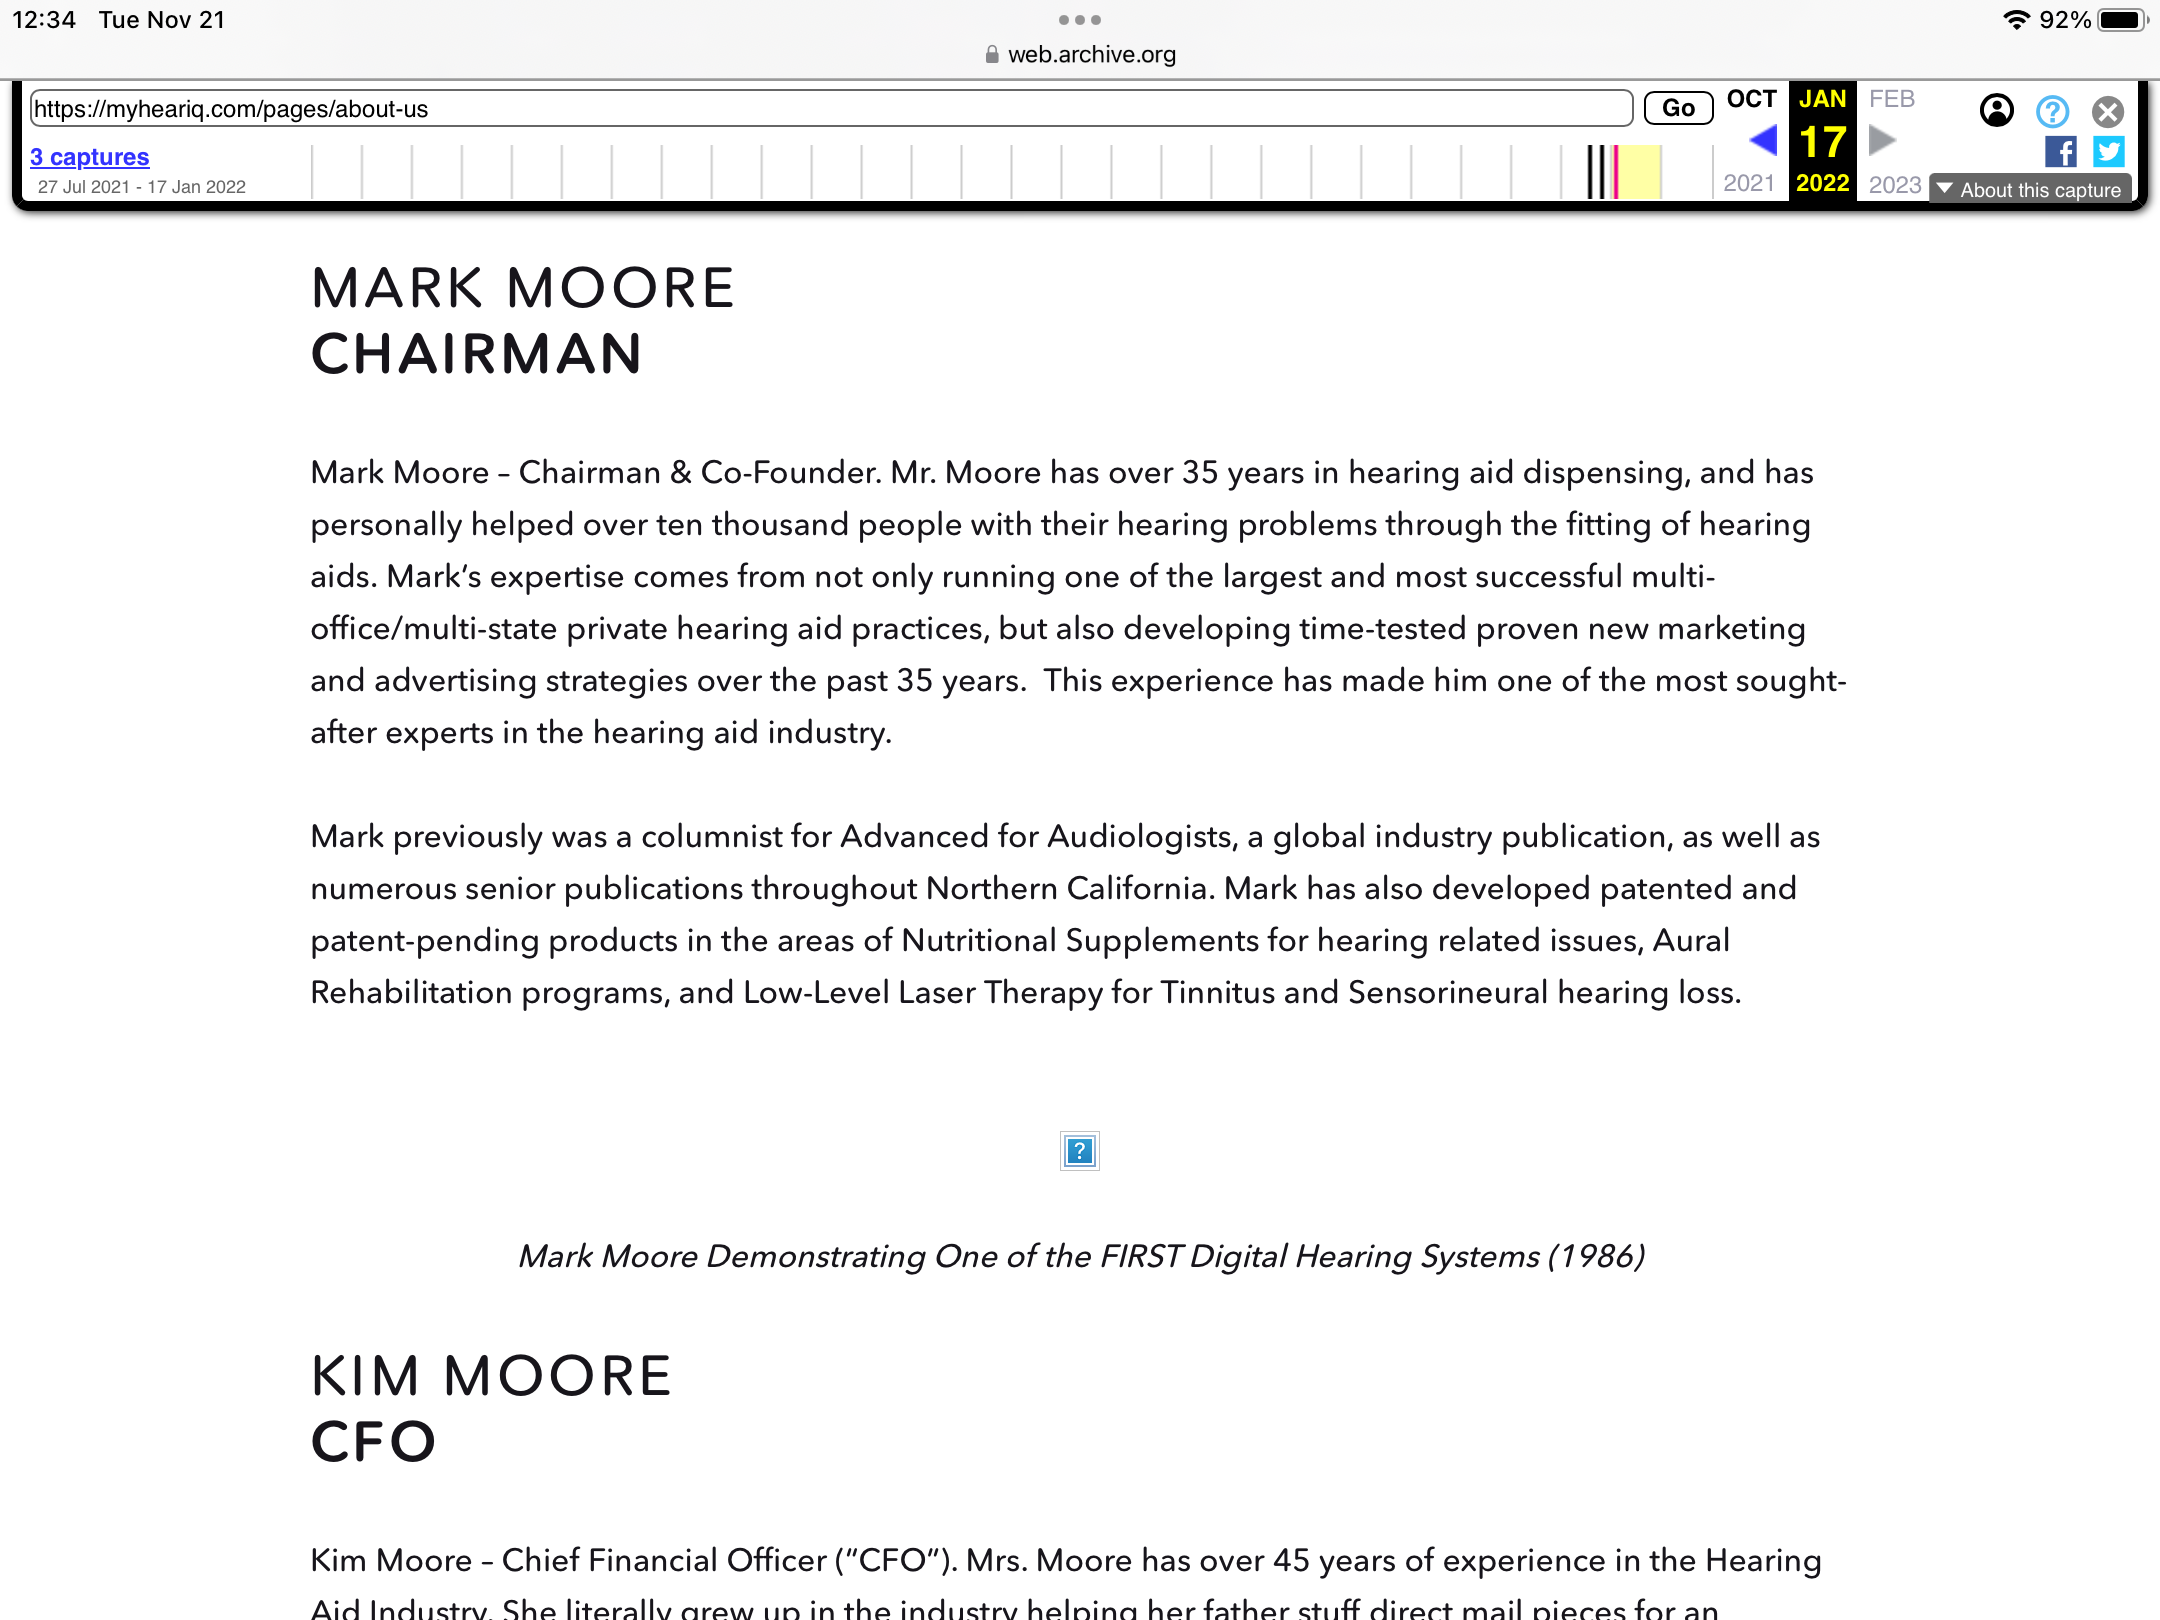 12:34 Tue Nov 21
92%
web.archive.org
https://myheariq.com/pages/about-us
Go
OCT JAN FEB
17
3 captures
27 Jul 2021 - 17 Jan 2022
2021 2022 2023
About this capture
MARK MOORE
CHAIRMAN
Mark Moore – Chairman & Co-Founder. Mr. Moore has over 35 years in hearing aid dispensing, and has
personally helped over ten thousand people with their hearing problems through the fitting of hearing
aids. Mark’s expertise comes from not only running one of the largest and most successful multi-
office/multi-state private hearing aid practices, but also developing time-tested proven new marketing
and advertising strategies over the past 35 years.  This experience has made him one of the most sought-
after experts in the hearing aid industry.
Mark previously was a columnist for Advanced for Audiologists, a global industry publication, as well as
numerous senior publications throughout Northern California. Mark has also developed patented and
patent-pending products in the areas of Nutritional Supplements for hearing related issues, Aural
Rehabilitation programs, and Low-Level Laser Therapy for Tinnitus and Sensorineural hearing loss.
Mark Moore Demonstrating One of the FIRST Digital Hearing Systems (1986)
KIM MOORE
CFO
Kim Moore – Chief Financial Officer (“CFO”). Mrs. Moore has over 45 years of experience in the Hearing
Aid Industry. She literally grew up in the industry helping her father stuff direct mail pieces for an